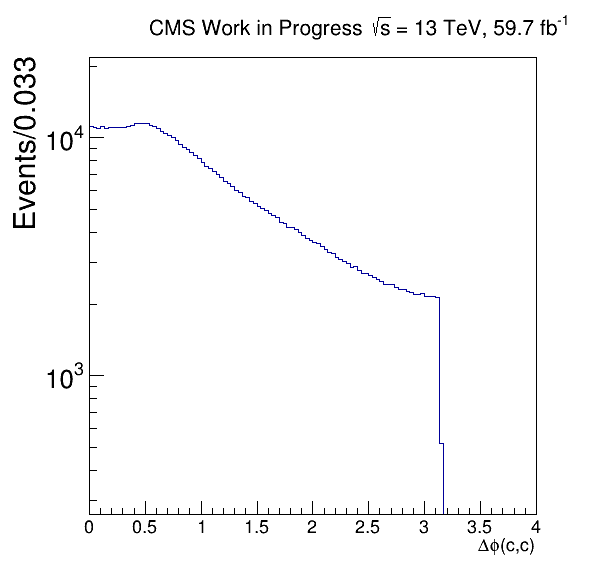 CMS Work in Progress √s = 13 TeV, 59.7 fb⁻¹
Events/0.033
10⁴
10³
0 0.5 1 1.5 2 2.5 3 3.5 4
Δϕ(c,c)